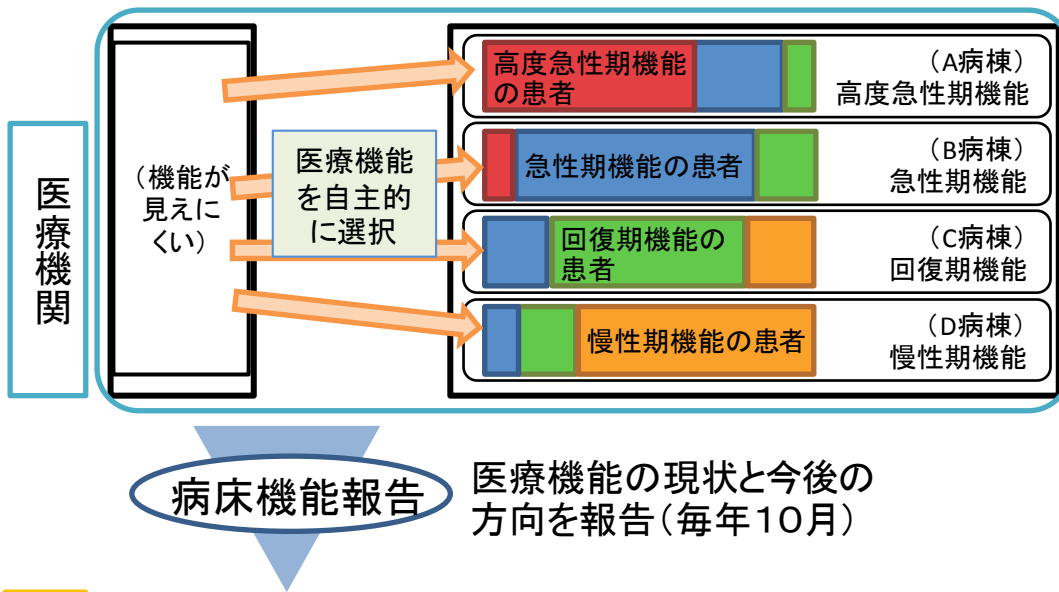 医療機関
(機能が
見えに
くい)
医療機能
を自主的
に選択
高度急性期機能
の患者
(A病棟)
高度急性期機能
急性期機能の患者
(B病棟)
急性期機能
回復期機能の
患者
(C病棟)
回復期機能
慢性期機能の患者
(D病棟)
慢性期機能
病床機能報告
医療機能の現状と今後の
方向を報告(毎年10月)